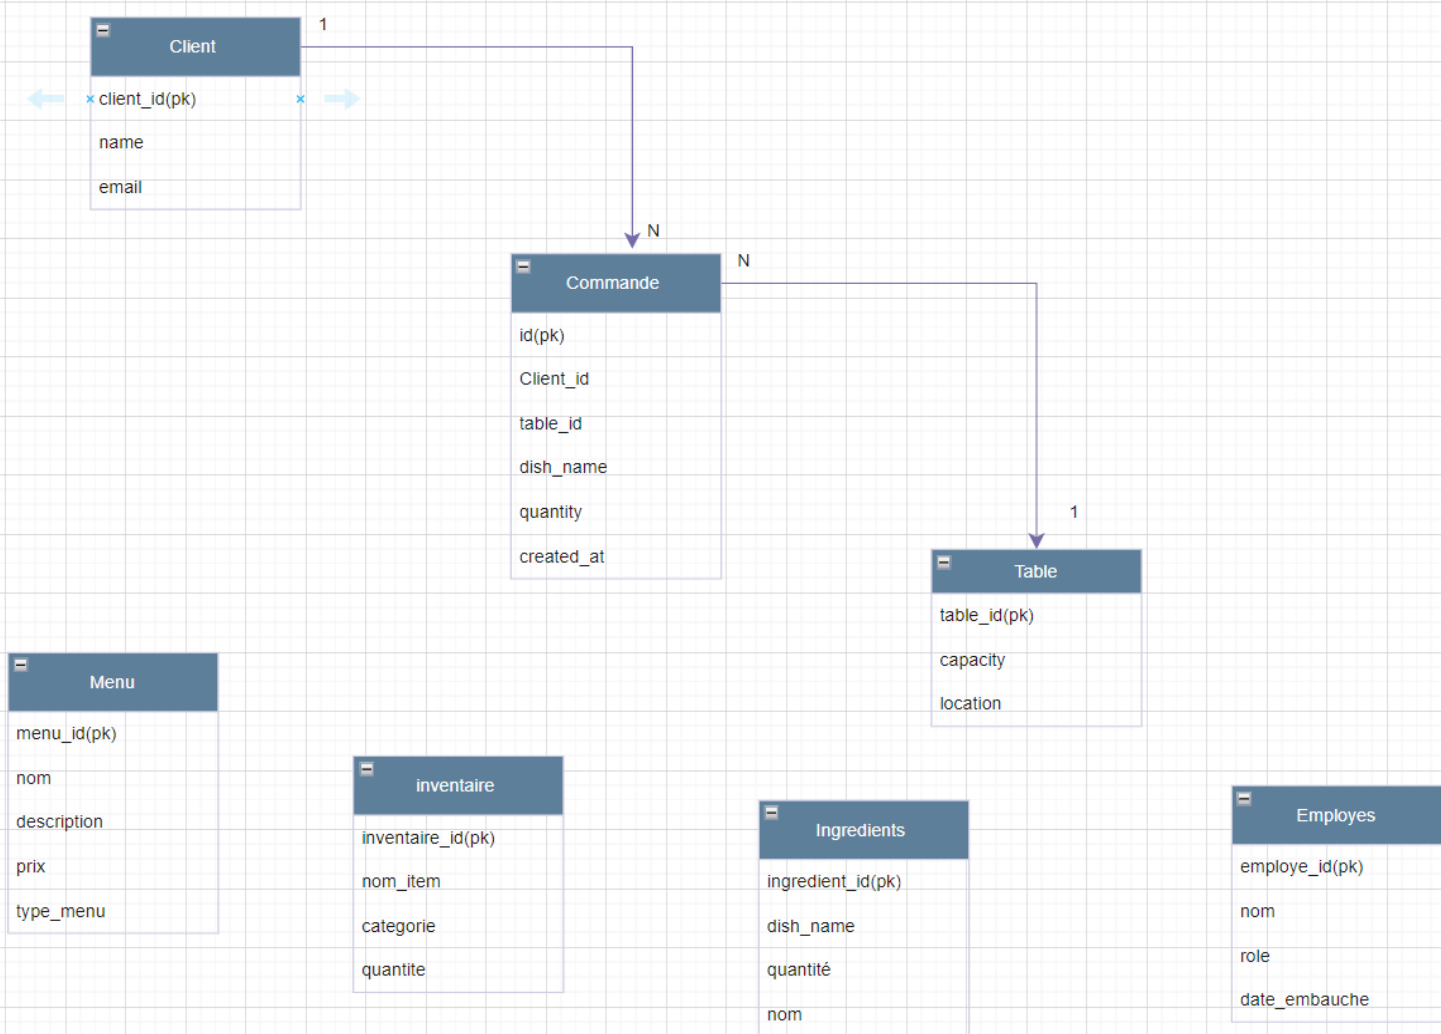 1
Client
client_id(pk)
name
email
N
N
Commande
id(pk)
Client_id
table_id
dish_name
quantity
created_at
1
Table
table_id(pk)
capacity
location
Menu
menu_id(pk)
nom
description
prix
type_menu
inventaire
inventaire_id(pk)
nom_item
categorie
quantite
Ingredients
ingredient_id(pk)
dish_name
quantité
nom
Employes
employe_id(pk)
nom
role
date_embauche